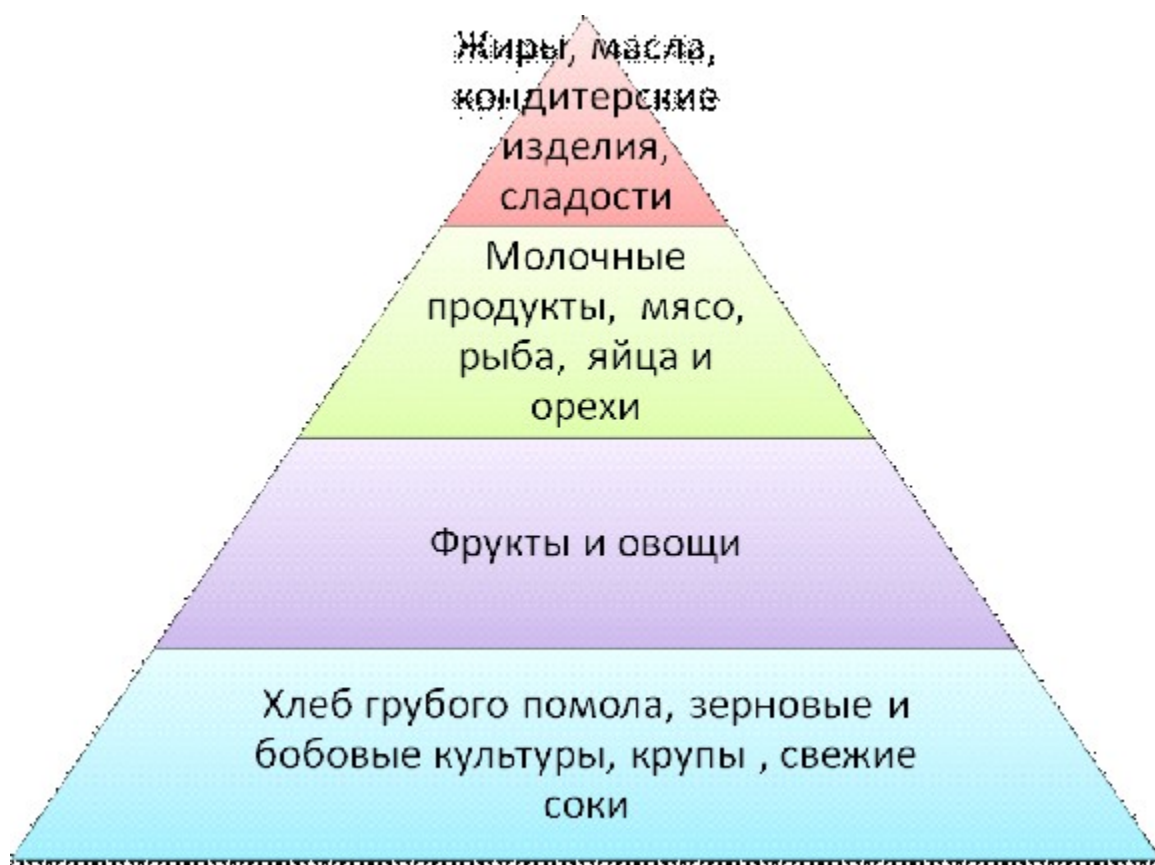 Жиры, масла,
кондитерские
изделия,
сладости
Молочные
продукты, мясо,
рыба, яйца и
орехи
Фрукты и овощи
Хлеб грубого помола, зерновые и
бобовые культуры, крупы , свежие
соки